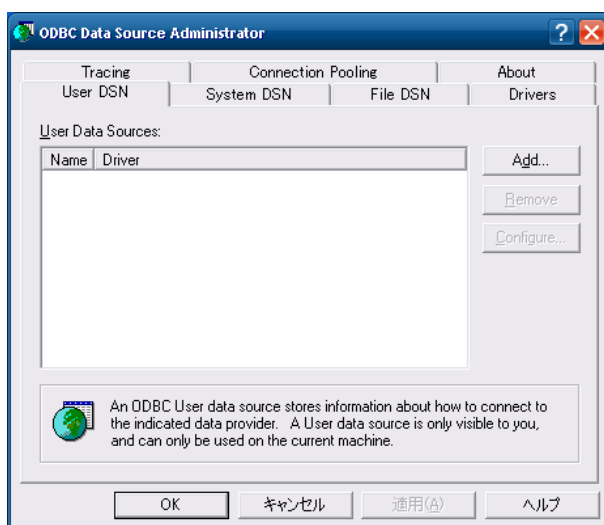 ODBC Data Source Administrator
Tracing Connection Pooling About
User DSN System DSN File DSN Drivers
User Data Sources:
Name Driver
Add...
Remove
Configure...
An ODBC User data source stores information about how to connect to
the indicated data provider. A User data source is only visible to you,
and can only be used on the current machine.
OK キャンセル 適用(A) ヘルプ